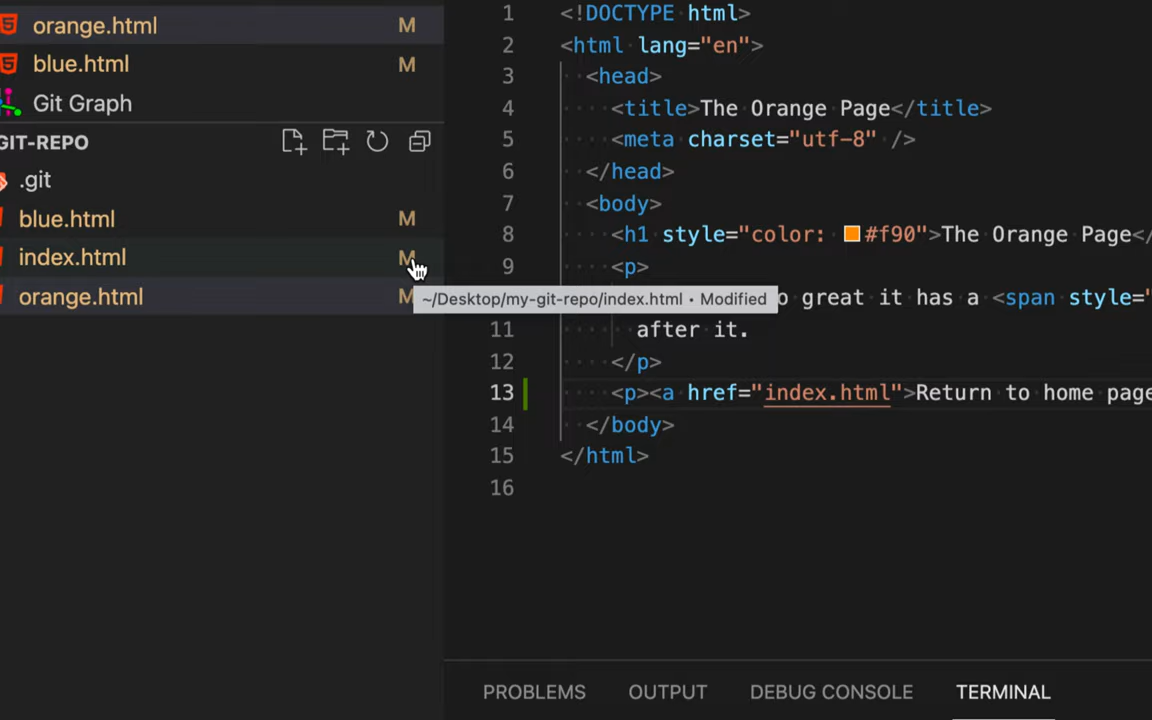 orange.html M
blue.html M
Git Graph
GIT-REPO
.git
blue.html M
index.html M
orange.html M
~/Desktop/my-git-repo/index.html • Modified
1 <!DOCTYPE html>
2 <html lang="en">
3 <head>
4 <title>The Orange Page</title>
5 <meta charset="utf-8" />
6 </head>
7 <body>
8 <h1 style="color: #f90">The Orange Page</
9 <p>
great it has a <span style="
11 after it.
12 </p>
13 <p><a href="index.html">Return to home page
14 </body>
15 </html>
16
PROBLEMS OUTPUT DEBUG CONSOLE TERMINAL